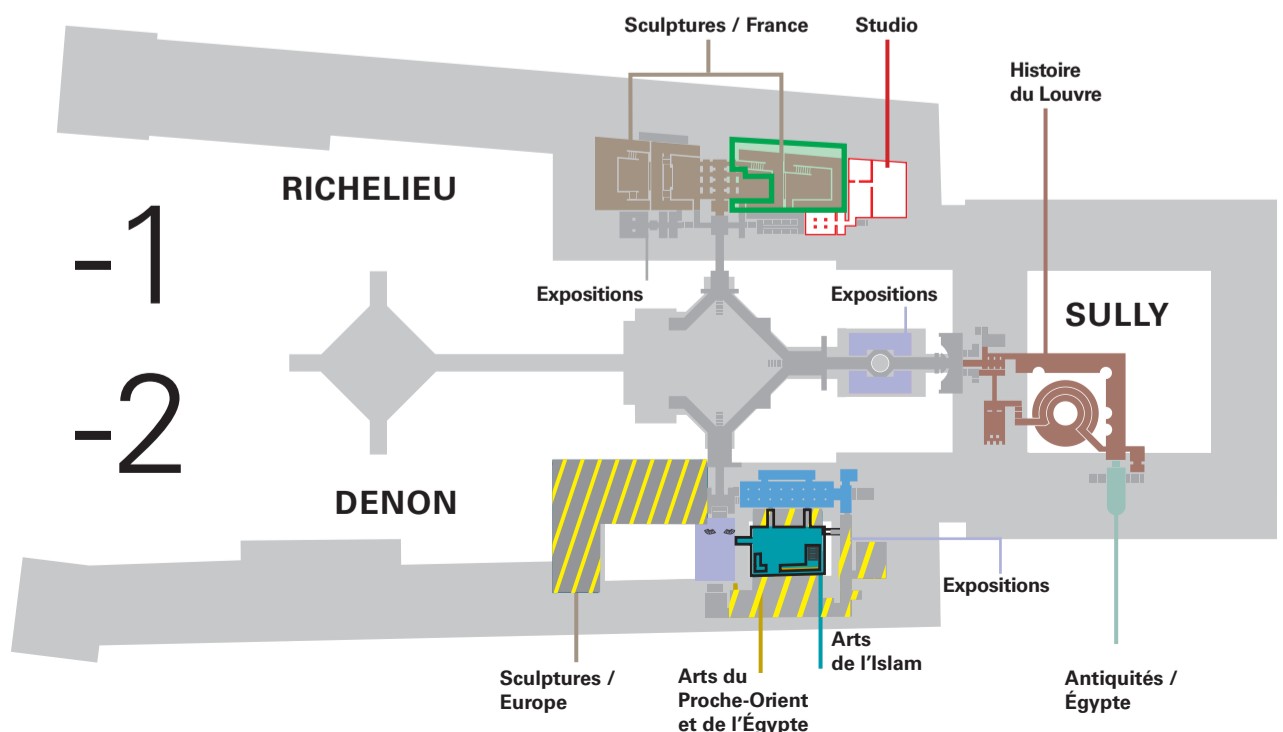 Sculptures / France
Studio
Histoire
du Louvre
RICHELIEU
-1
Expositions
Expositions
SULLY
-2
DENON
Expositions
Sculptures /
Europe
Arts du
Proche-Orient
et de l’Égypte
Arts
de l’Islam
Antiquités /
Égypte